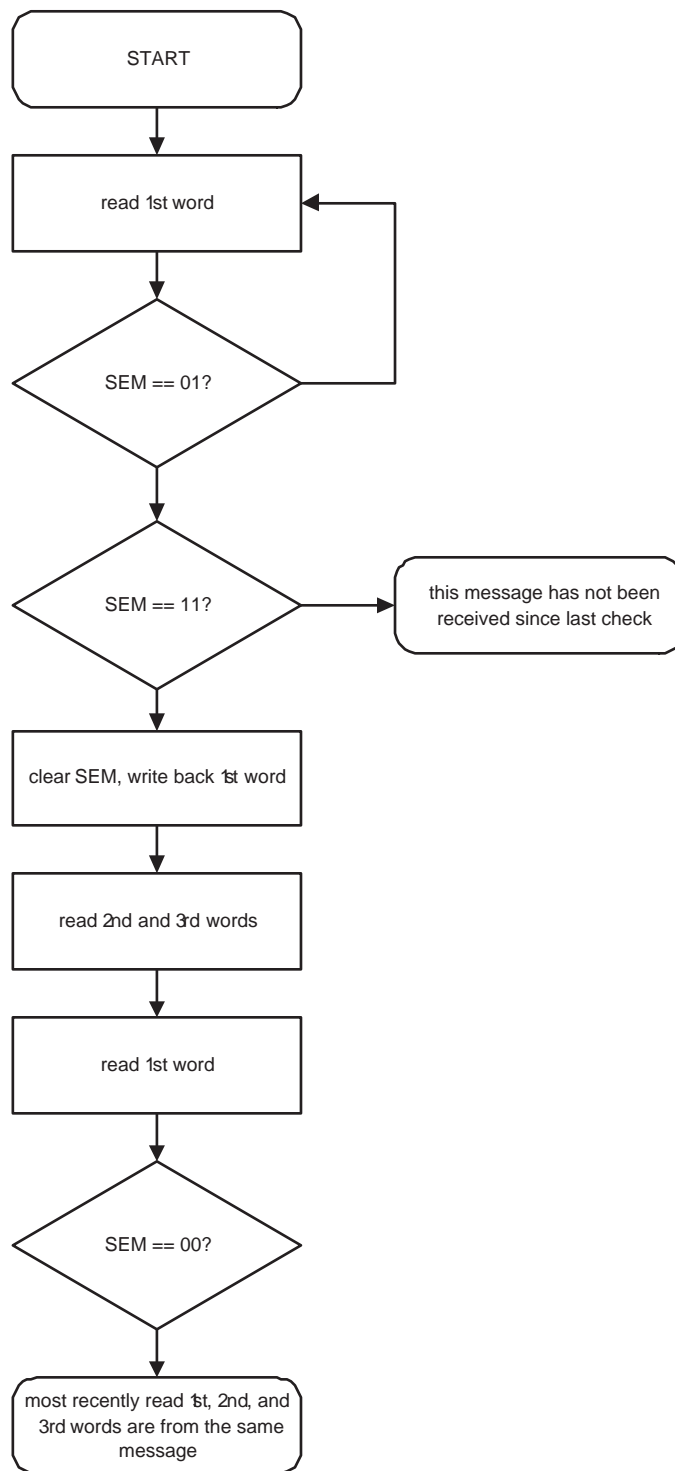 START
read 1st word
SEM == 01?
SEM == 11?
this message has not been
received since last check
clear SEM, write back 1st word
read 2nd and 3rd words
read 1st word
SEM == 00?
most recently read 1st, 2nd, and
3rd words are from the same
message